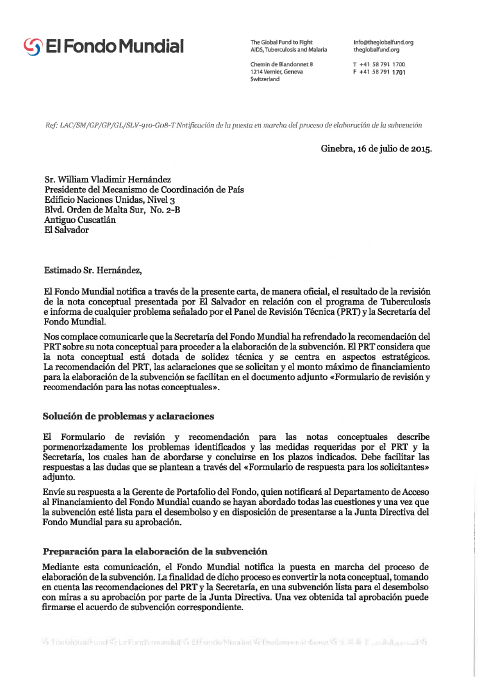 El Fondo Mundial
The Global Fund to Fight
AIDS, Tuberculosis and Malaria
Chemin de Blandonnet 8
1214 Vernier, Geneva
Switzerland
info@theglobalfund.org
theglobalfund.org
T +41 58 791 1700
F +41 58 791 1701
Ref: LAC/SM/GP/GP/GL/SLV-910-G08-T Notificación de la puesta en marcha del proceso de elaboración de la subvención
Ginebra, 16 de julio de 2015.
Sr. William Vladimir Hernández
Presidente del Mecanismo de Coordinación de País
Edificio Naciones Unidas, Nivel 3
Blvd. Orden de Malta Sur, No. 2-B
Antiguo Cuscatlán
El Salvador
Estimado Sr. Hernández,
El Fondo Mundial notifica a través de la presente carta, de manera oficial, el resultado de la revisión
de la nota conceptual presentada por El Salvador en relación con el programa de Tuberculosis
e informa de cualquier problema señalado por el Panel de Revisión Técnica (PRT) y la Secretaría del
Fondo Mundial.
Nos complace comunicarle que la Secretaría del Fondo Mundial ha refrendado la recomendación del
PRT sobre su nota conceptual para proceder a la elaboración de la subvención. El PRT considera que
la nota conceptual está dotada de solidez técnica y se centra en aspectos estratégicos.
La recomendación del PRT, las aclaraciones que se solicitan y el monto máximo de financiamiento
para la elaboración de la subvención se facilitan en el documento adjunto «Formulario de revisión y
recomendación para las notas conceptuales».
Solución de problemas y aclaraciones
El Formulario de revisión y recomendación para las notas conceptuales describe
pormenorizadamente los problemas identificados y las medidas requeridas por el PRT y la
Secretaría, los cuales han de abordarse y concluirse en los plazos indicados. Debe facilitar las
respuestas a las dudas que se plantean a través del «Formulario de respuesta para los solicitantes»
adjunto.
Envíe su respuesta a la Gerente de Portafolio del Fondo, quien notificará al Departamento de Acceso
al Financiamiento del Fondo Mundial cuando se hayan abordado todas las cuestiones y una vez que
la subvención esté lista para el desembolso y en disposición de presentarse a la Junta Directiva del
Fondo Mundial para su aprobación.
Preparación para la elaboración de la subvención
Mediante esta comunicación, el Fondo Mundial notifica la puesta en marcha del proceso de
elaboración de la subvención. La finalidad de dicho proceso es convertir la nota conceptual, tomando
en cuenta las recomendaciones del PRT y la Secretaría, en una subvención lista para el desembolso
con miras a su aprobación por parte de la Junta Directiva. Una vez obtenida tal aprobación puede
firmarse el acuerdo de subvención correspondiente.
The Global Fund Le Fonds mondial El Fondo Mundial